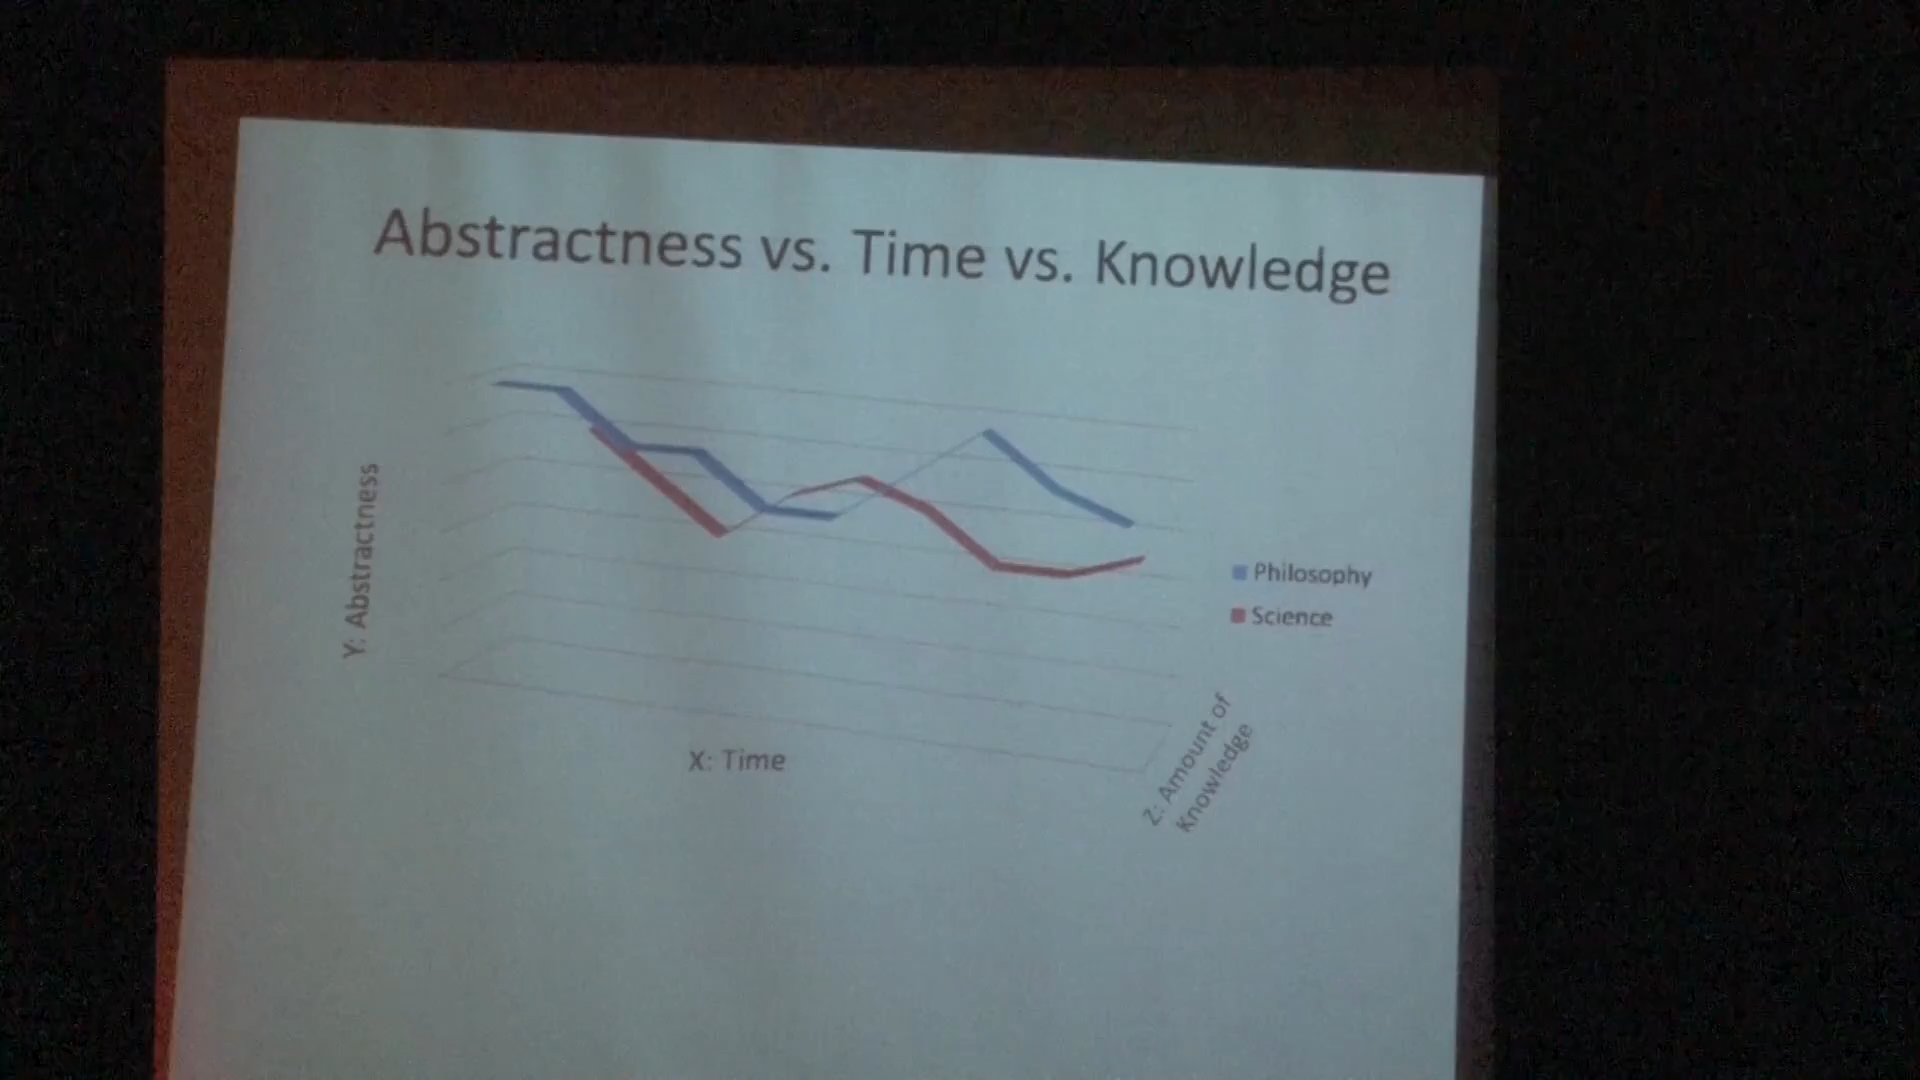 Abstractness vs. Time vs. Knowledge
Y: Abstractness
Philosophy
Science
X: Time
Z: Amount of
Knowledge